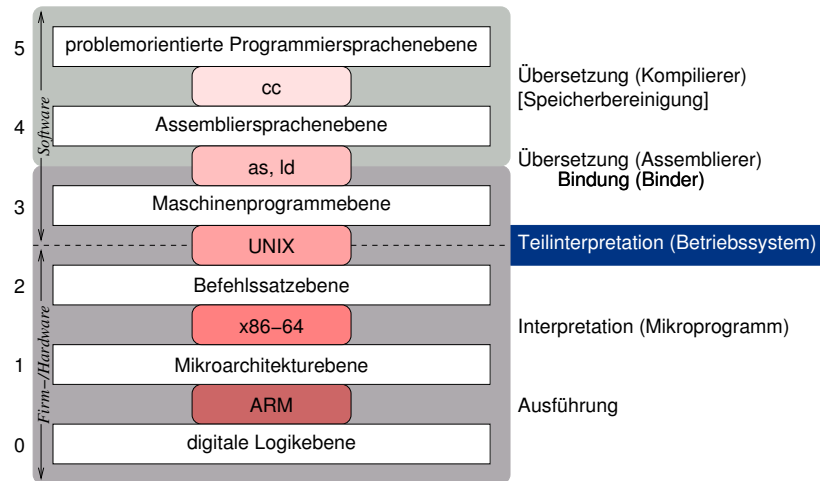 5
problemorientierte Programmiersprachenebene
cc
Übersetzung (Kompilierer)
[Speicherbereinigung]
4
Assembliersprachenebene
Software
as, ld
Übersetzung (Assemblierer)
Bindung (Binder)
3
Maschinenprogrammebene
UNIX
Teilinterpretation (Betriebssystem)
2
Befehlssatzebene
x86−64
Interpretation (Mikroprogramm)
1
Mikroarchitekturebene
Firm−/Hardware
ARM
Ausführung
0
digitale Logikebene